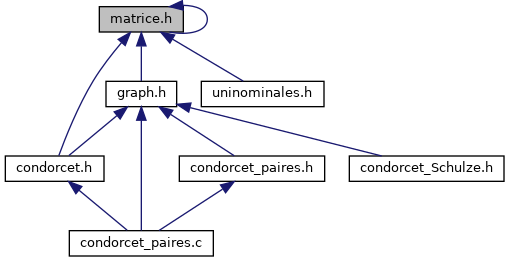 matrice.h
graph.h
uninominales.h
condorcet.h
condorcet_paires.h
condorcet_Schulze.h
condorcet_paires.c